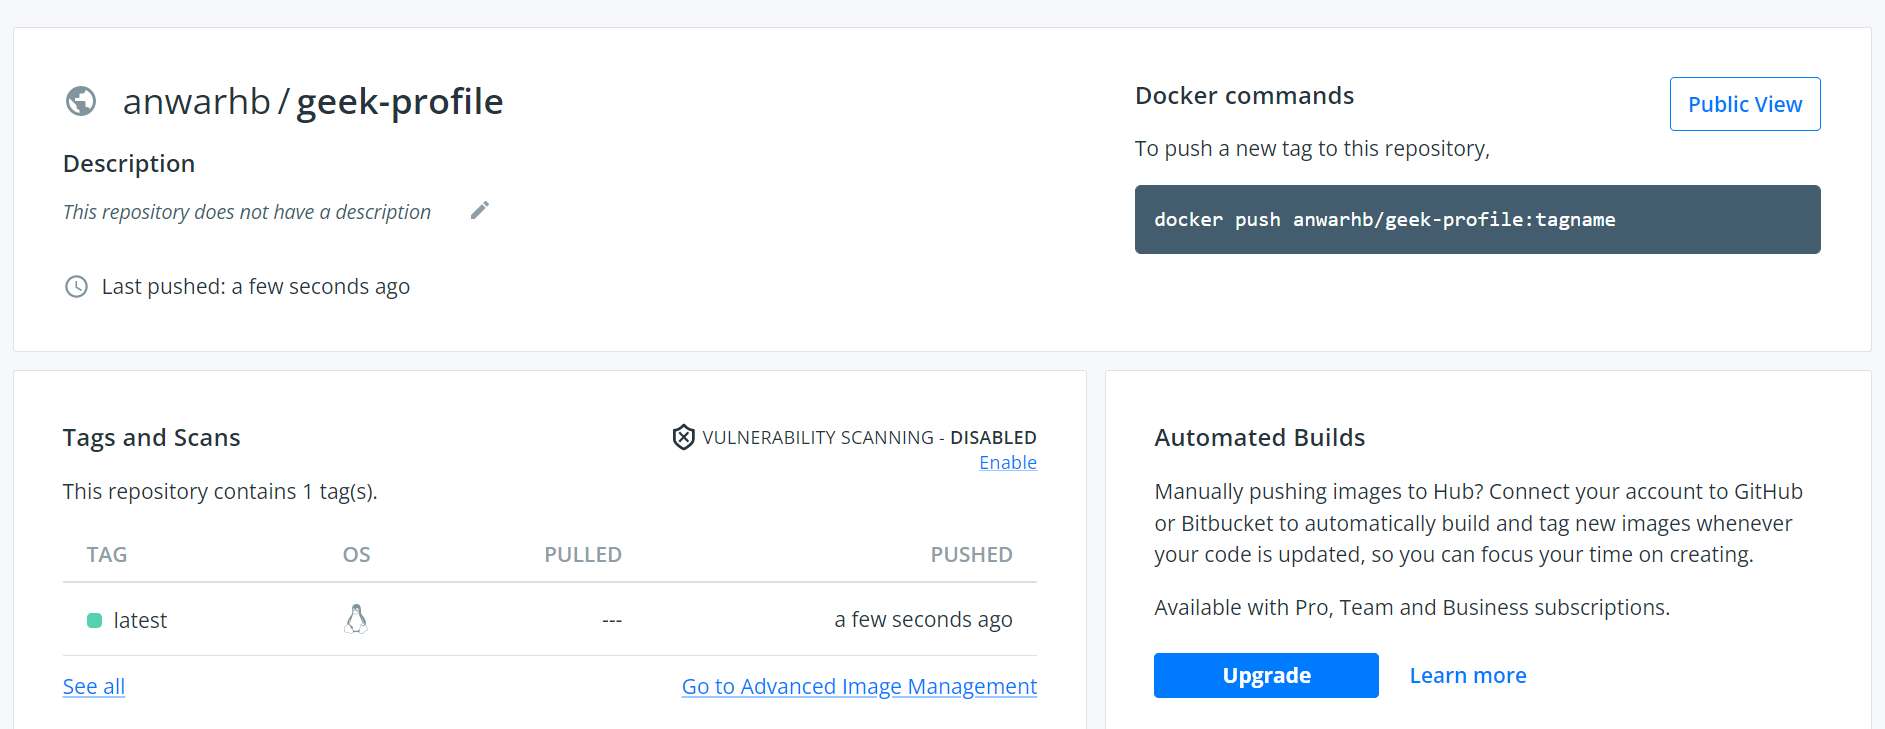 anwarhb / geek-profile
Description
This repository does not have a description
Last pushed: a few seconds ago
Docker commands
Public View
To push a new tag to this repository,
docker push anwarhb/geek-profile:tagname
Tags and Scans
VULNERABILITY SCANNING - DISABLED
Enable
This repository contains 1 tag(s).
TAG OS PULLED PUSHED
latest --- a few seconds ago
See all
Go to Advanced Image Management
Automated Builds
Manually pushing images to Hub? Connect your account to GitHub
or Bitbucket to automatically build and tag new images whenever
your code is updated, so you can focus your time on creating.
Available with Pro, Team and Business subscriptions.
Upgrade
Learn more